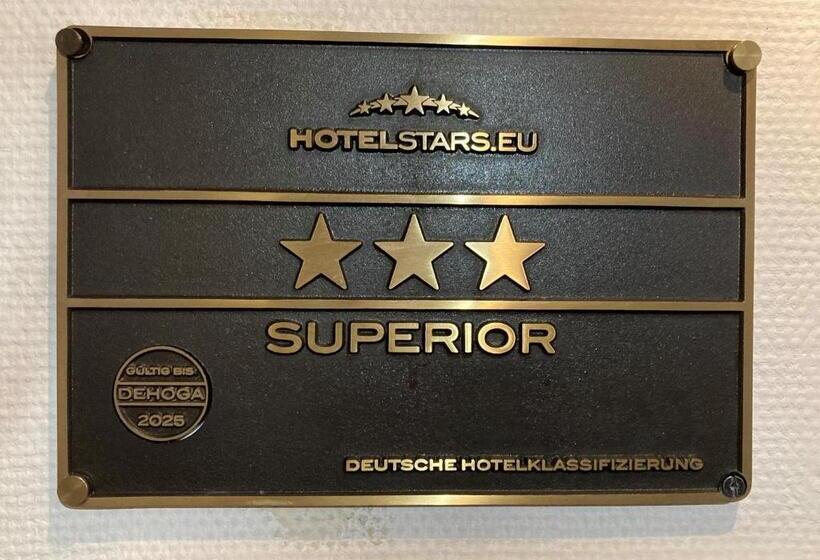 HOTELSTARS.EU
SUPERIOR
GÜLTIG BIS
DEHOGA
2025
DEUTSCHE HOTELKLASSIFIZIERUNG